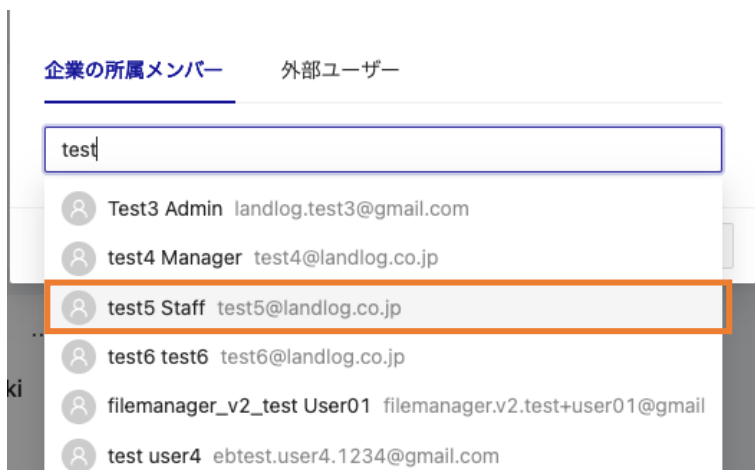 企業の所属メンバー 外部ユーザー
test
Test3 Admin landlog.test3@gmail.com
test4 Manager test4@landlog.co.jp
test5 Staff test5@landlog.co.jp
..
test6 test6 test6@landlog.co.jp
ki
filemanager_v2_test User01 filemanager.v2.test+user01@gmail
test user4 ebtest.user4.1234@gmail.com